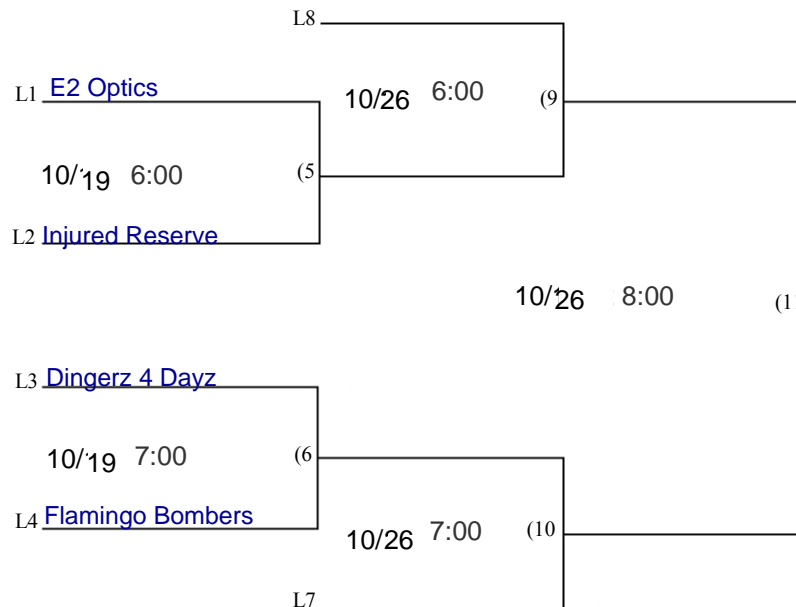 L8
L1 E2 Optics
10/26 6:00 (9
10/19 6:00 (5
L2 Injured Reserve
10/26 8:00 (1
L3 Dingerz 4 Dayz
10/19 7:00 (6
L4 Flamingo Bombers
10/26 7:00 (10
L7